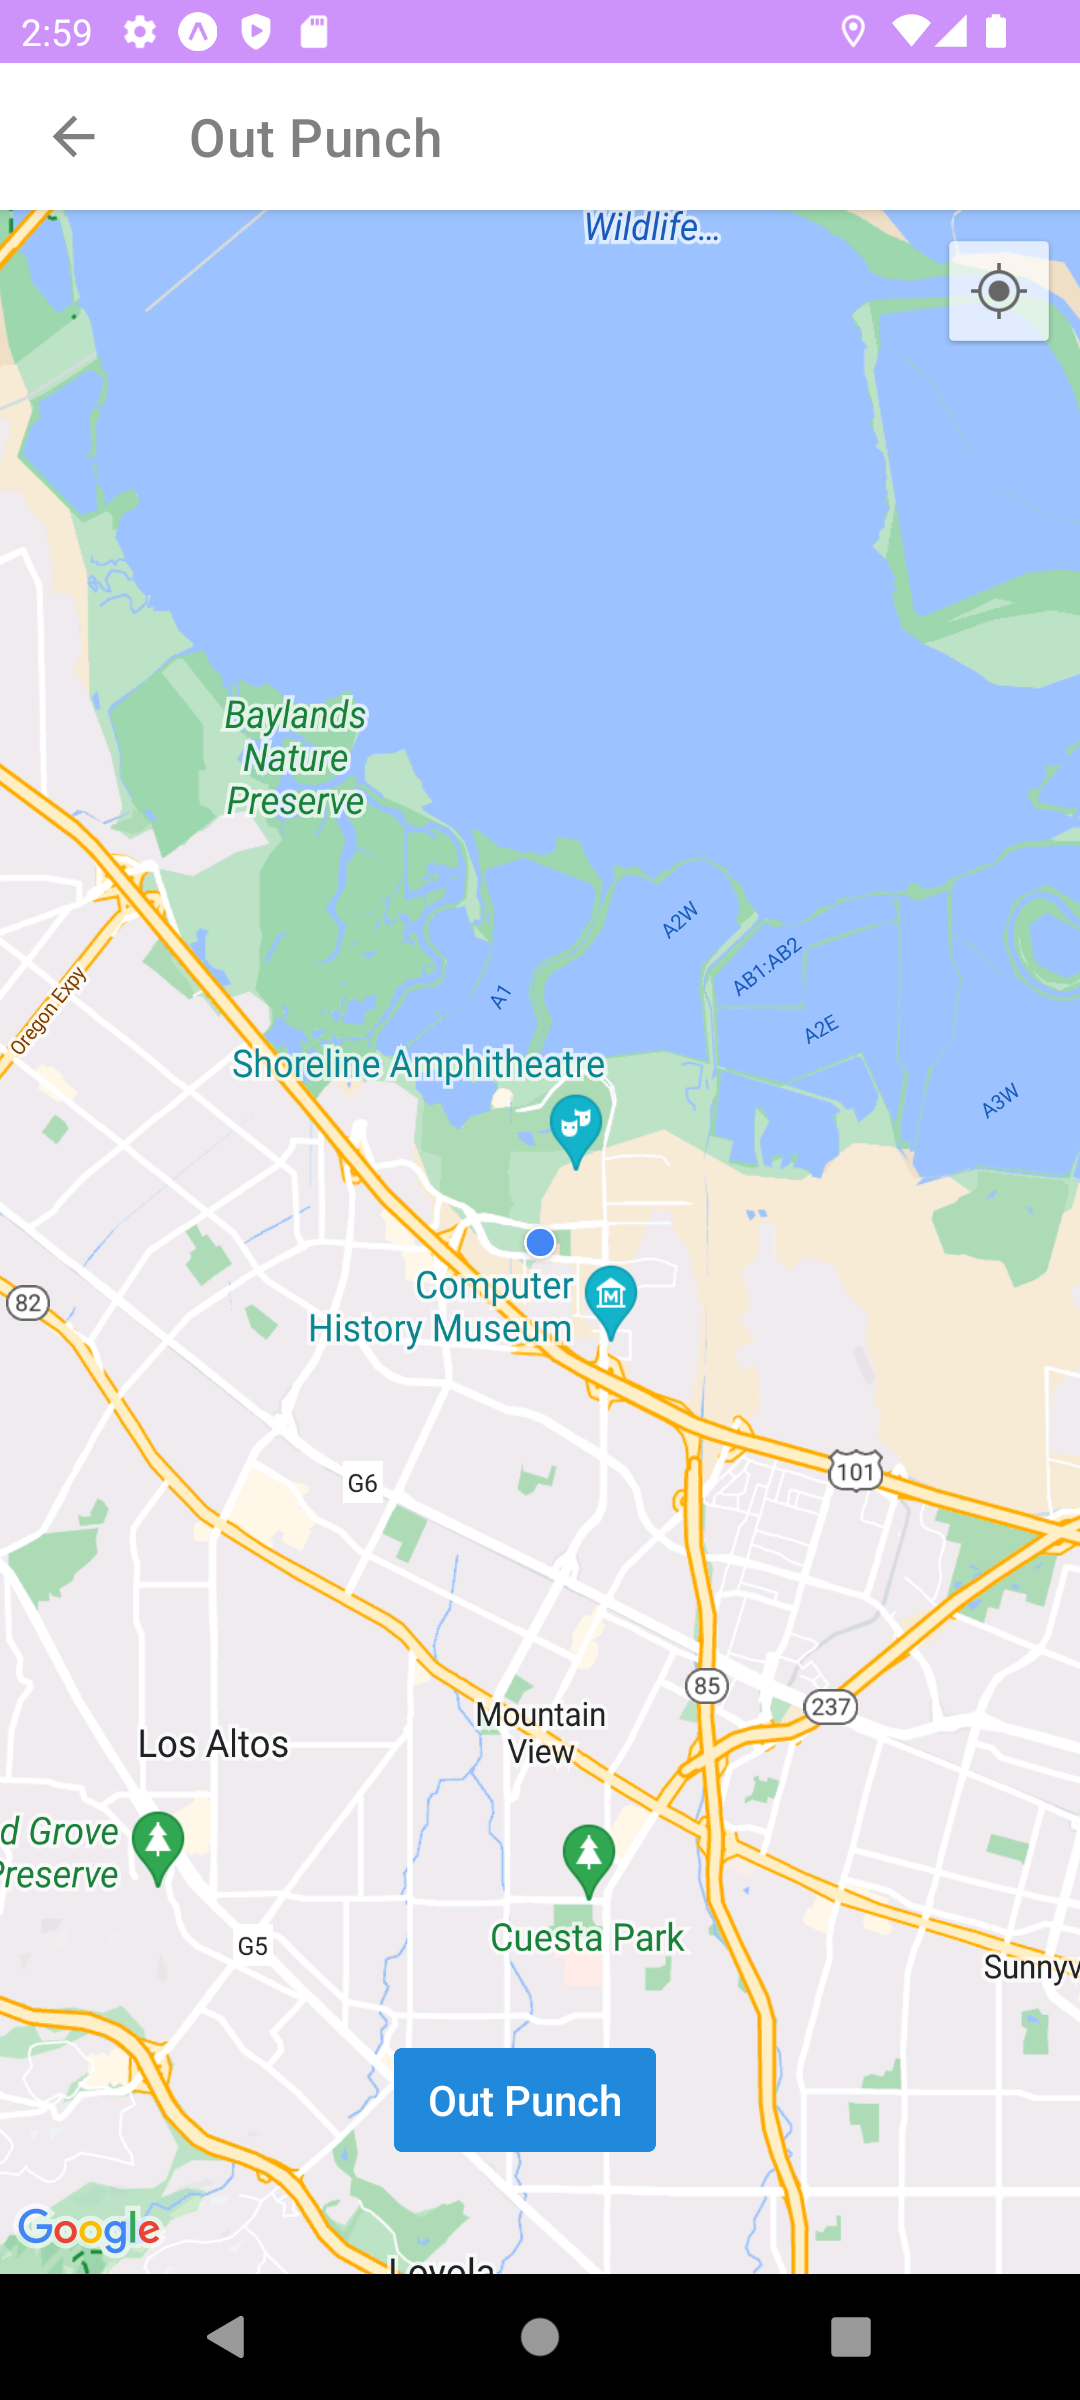 2:59
Out Punch
Wildlife...
Baylands
Nature
Preserve
A2W
AB1:AB2
A1
A2E
A3W
Oregon Expy
Shoreline Amphitheatre
Computer
History Museum
82
101
G6
85
237
Mountain
View
Los Altos
d Grove
Preserve
Cuesta Park
G5
Sunnyv
Out Punch
Google
Loyola